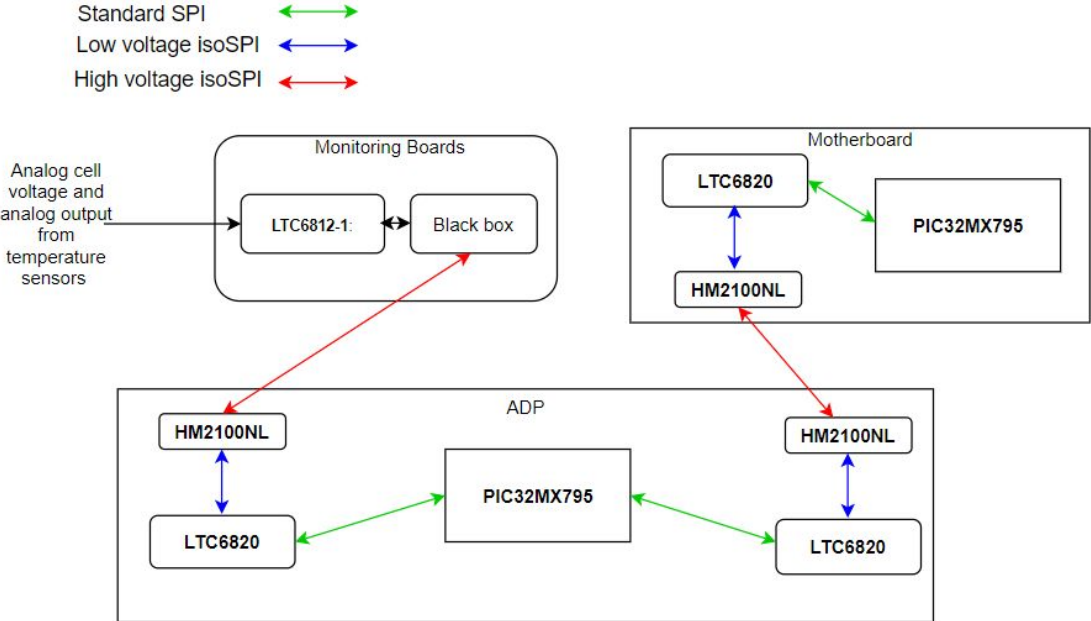 Standard SPI
Low voltage isoSPI
High voltage isoSPI
Monitoring Boards
Analog cell
voltage and
analog output
from
temperature
sensors
LTC6812-1:
Black box
Motherboard
LTC6820
PIC32MX795
HM2100NL
ADP
HM2100NL
LTC6820
PIC32MX795
HM2100NL
LTC6820